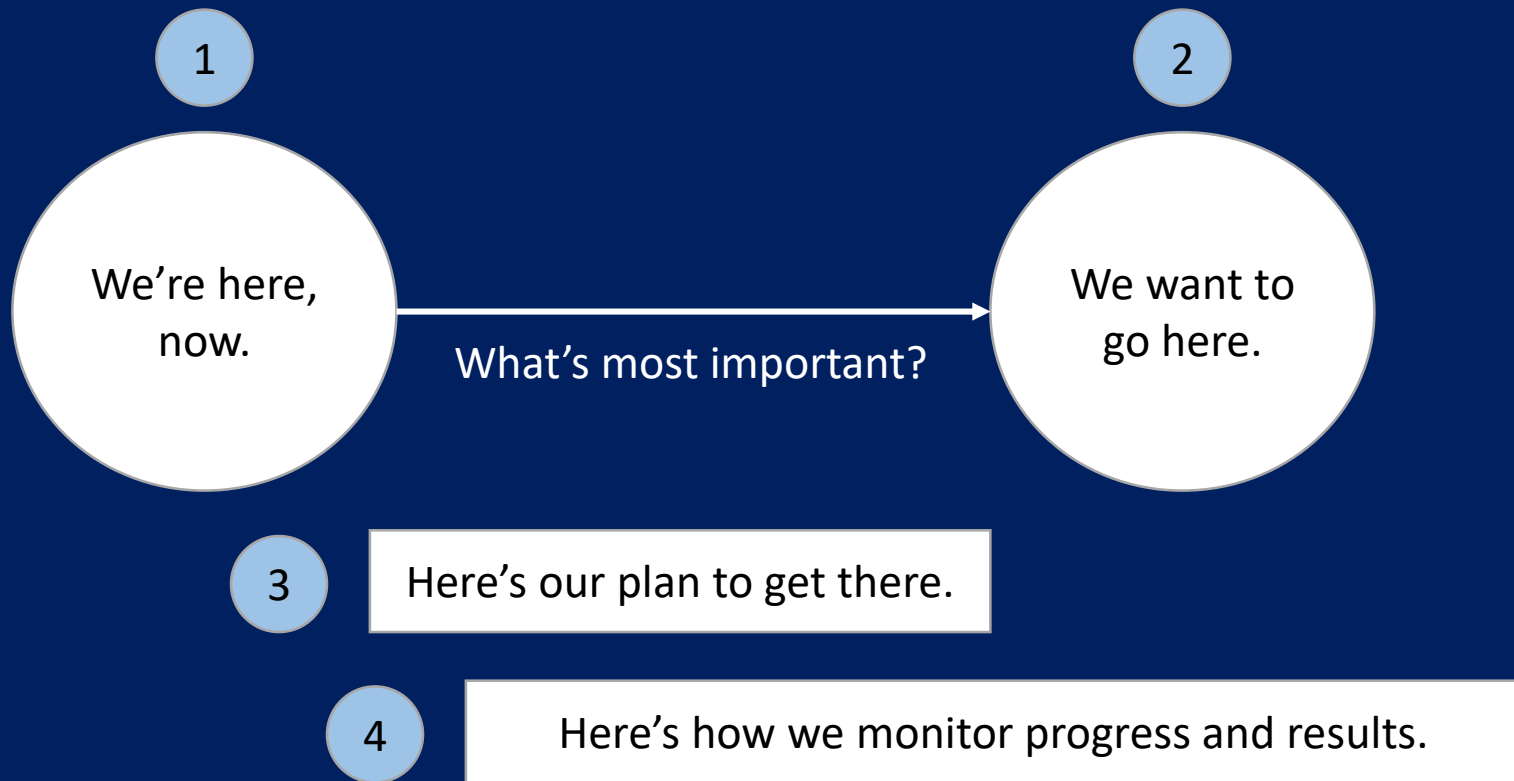 1
2
We’re here,
now.
What’s most important?
We want to
go here.
3
Here’s our plan to get there.
4
Here’s how we monitor progress and results.